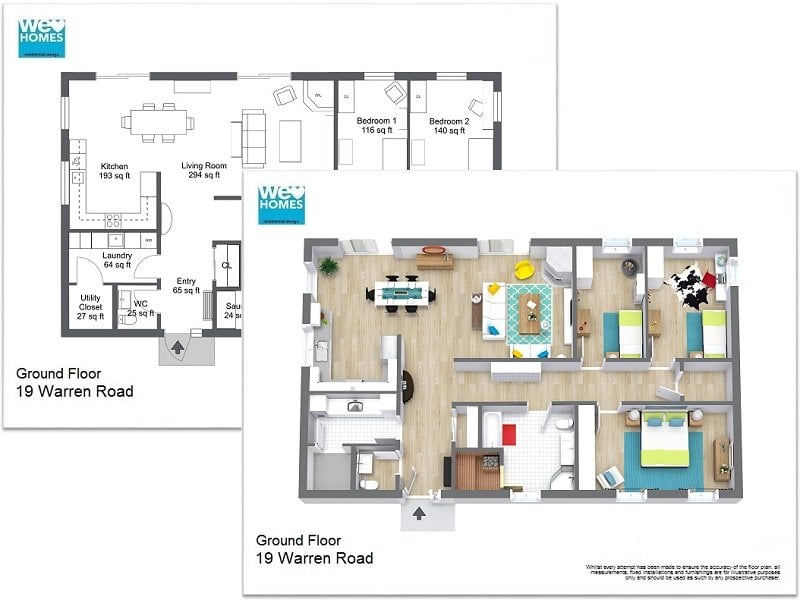 We
HOMES
residential design
Bedroom 1
116 sq ft
Bedroom 2
140 sq ft
Kitchen
193 sq ft
Living Room
294 sq ft
CL
CL
Laundry
64 sq ft
Entry
65 sq ft
CL
Utility
Closet
27 sq ft
WC
25 sq ft
Sau
24 s
Ground Floor
19 Warren Road
We
HOMES
residential design
Ground Floor
19 Warren Road
Whilst every attempt has been made to ensure the accuracy of the floor plan, all
measurements, fixed installations and furnishings are for illustrative purposes
only and should be used as such by any prospective purchaser.